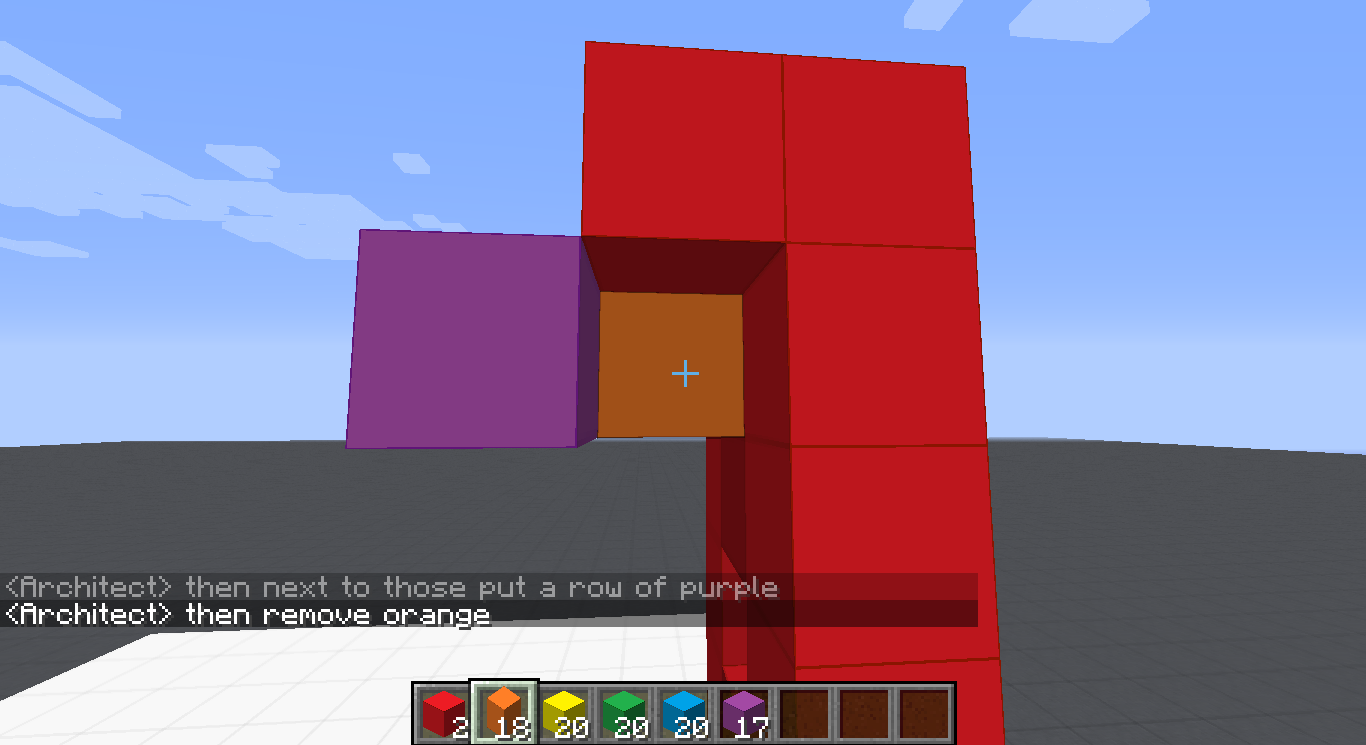 <Architect> then next to those put a row of purple
<Architect> then remove orange
2 18 20 20 20 17